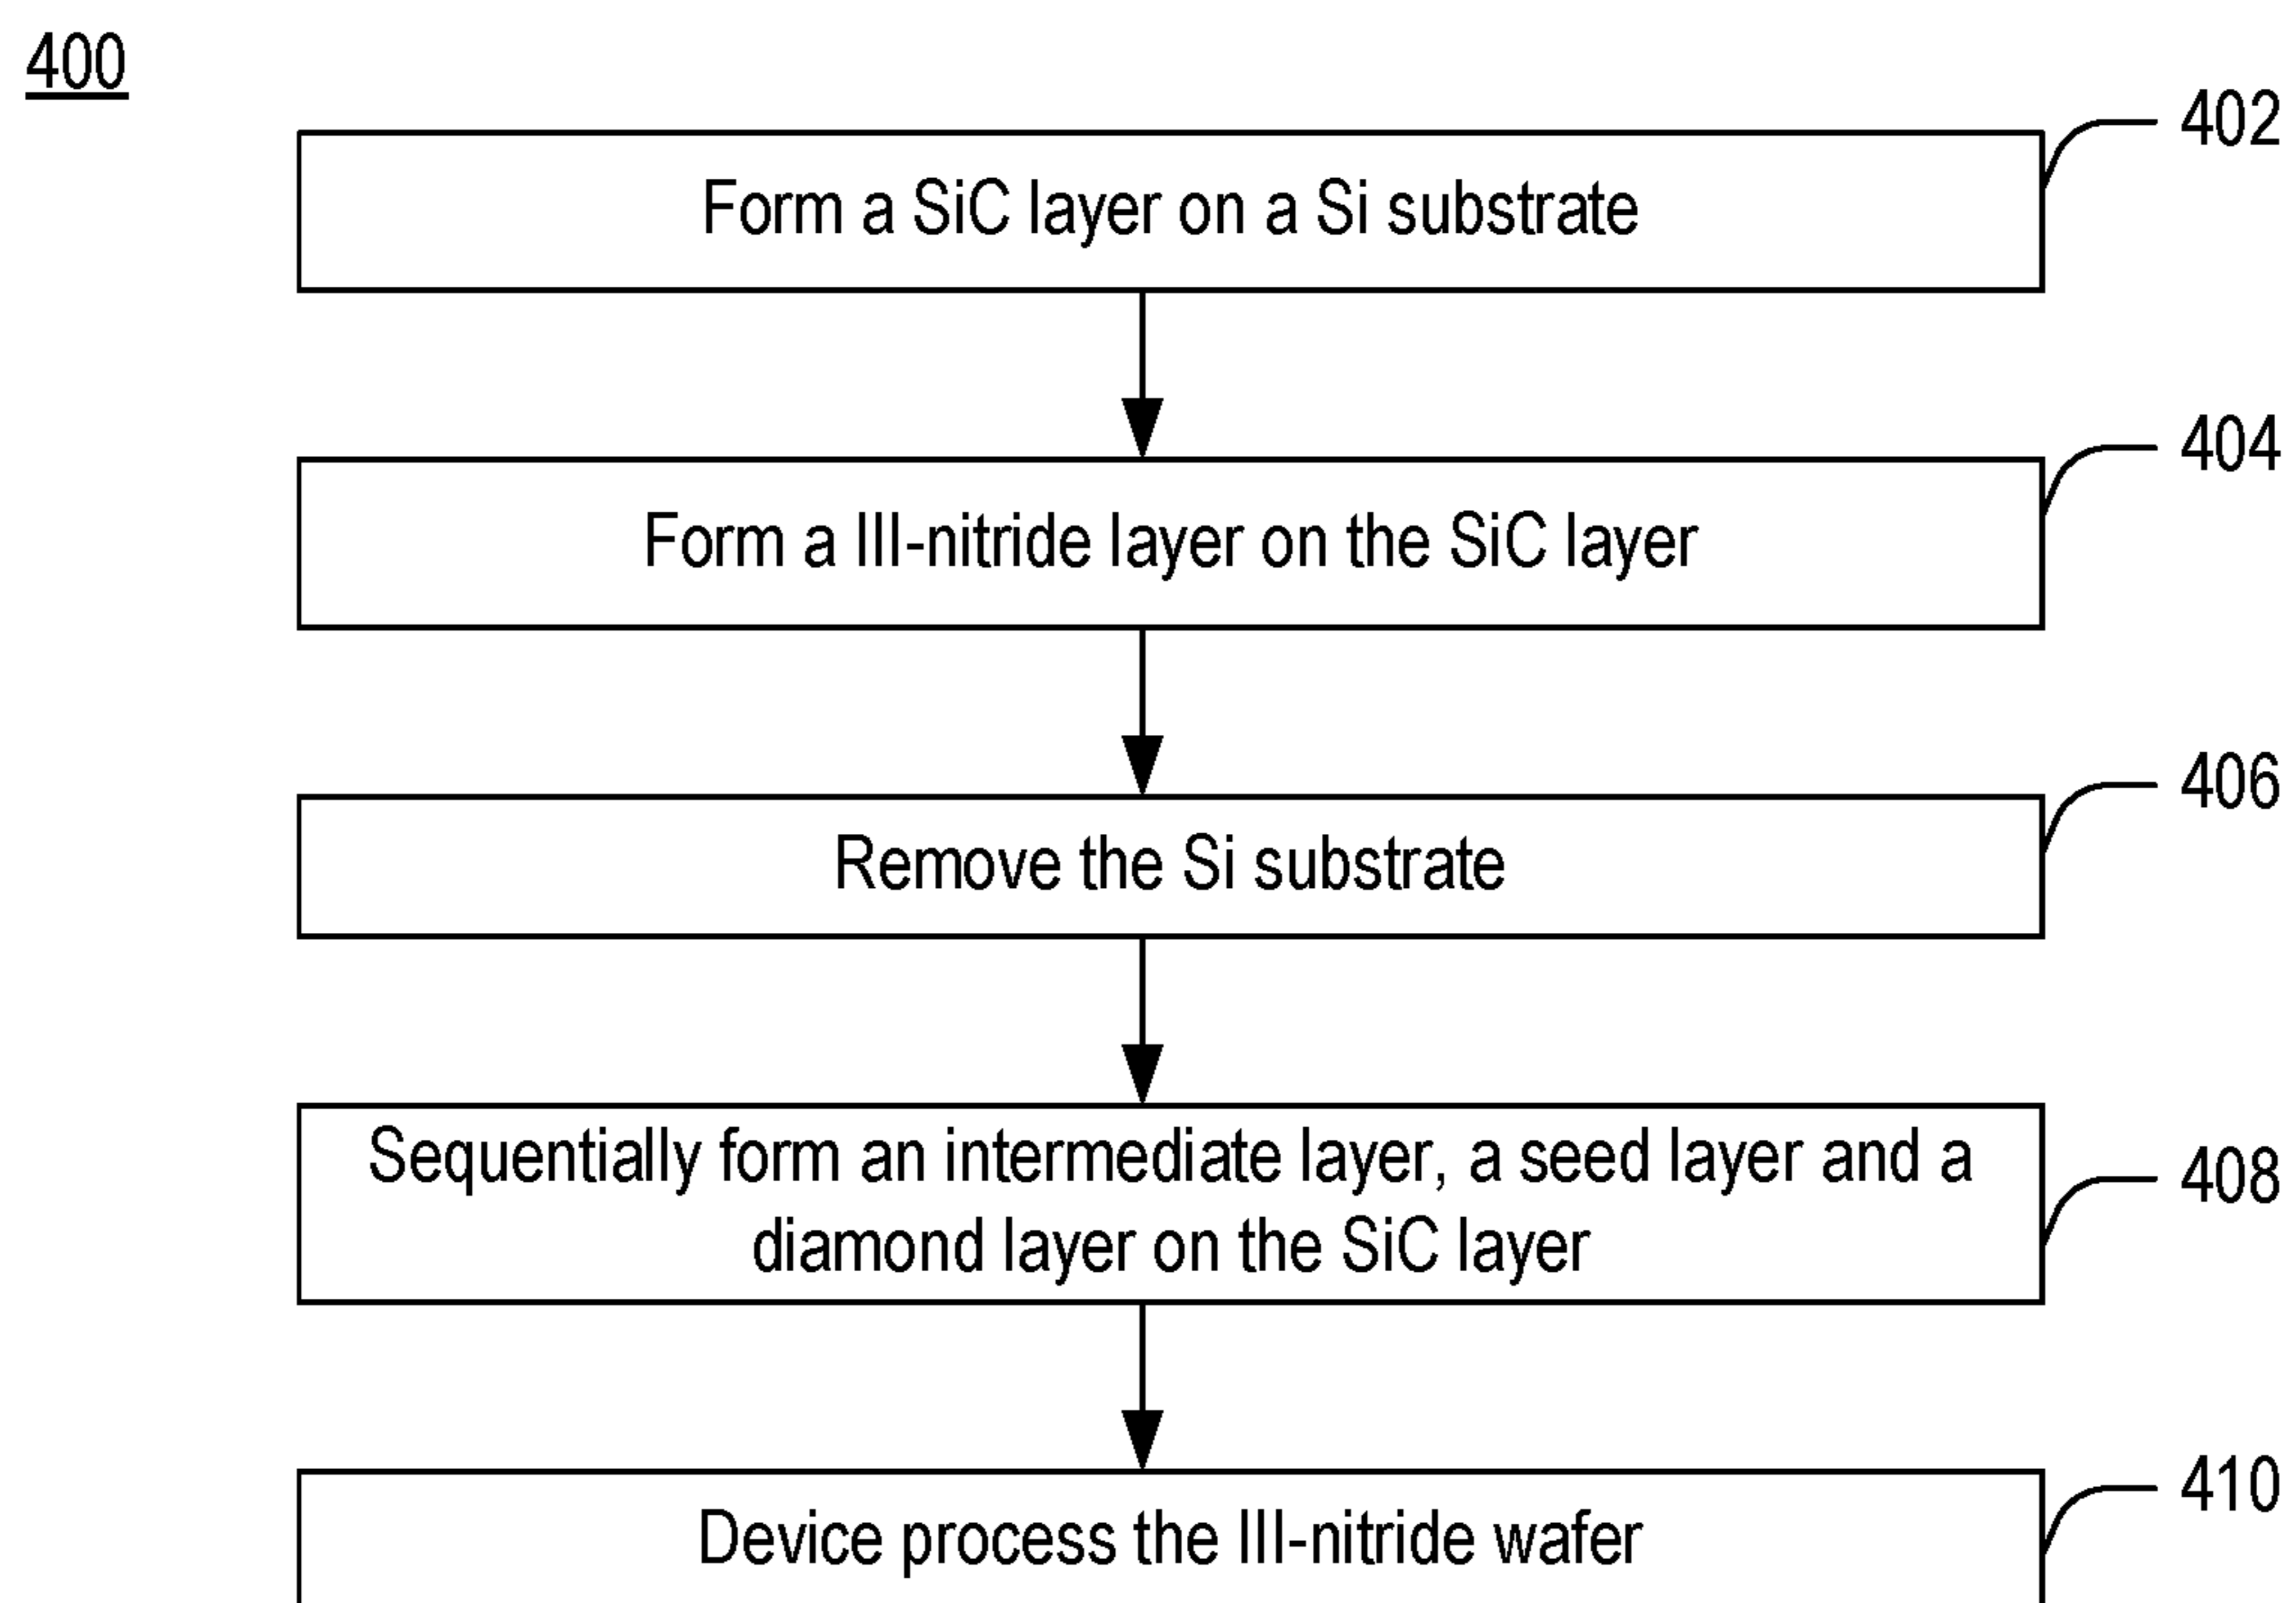 400
402
Form a SiC layer on a Si substrate
404
Form a III-nitride layer on the SiC layer
406
Remove the Si substrate
Sequentially form an intermediate layer, a seed layer and a
408
diamond layer on the SiC layer
410
Device process the III-nitride wafer